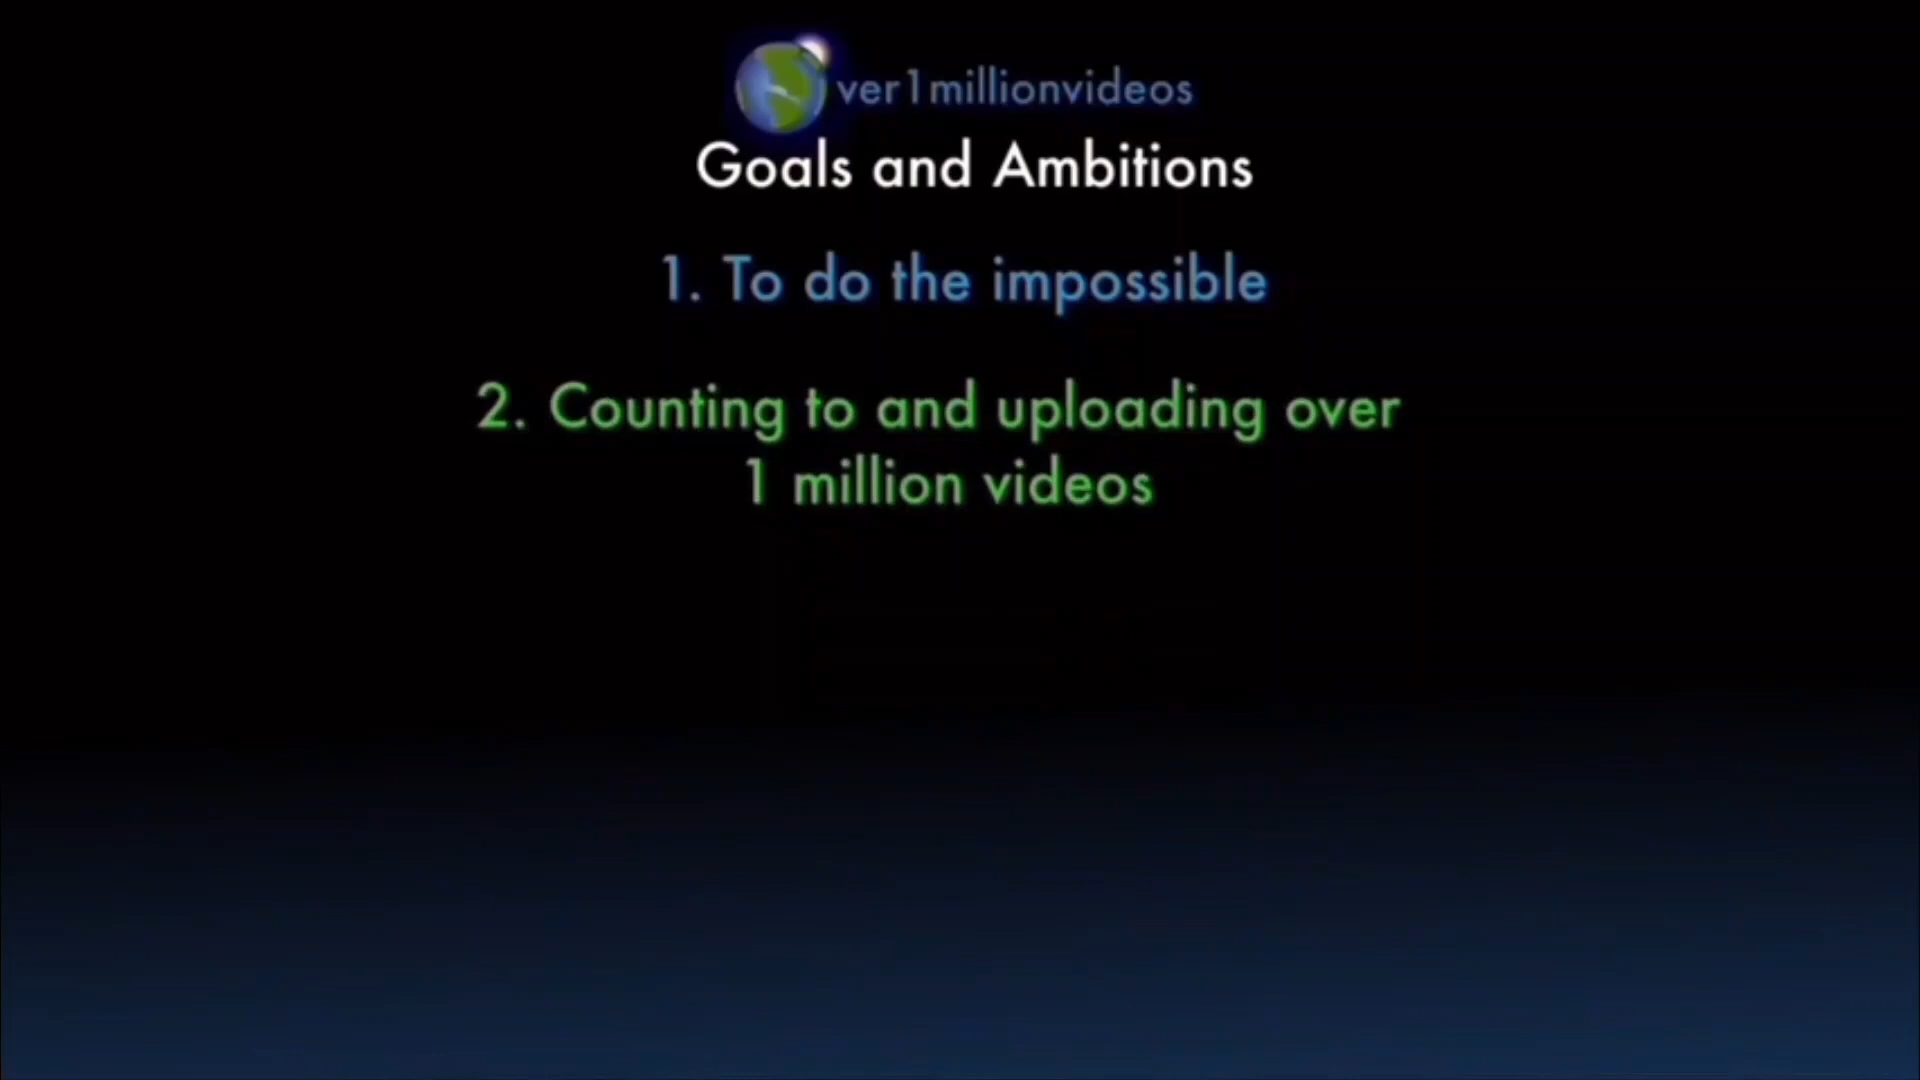 ver1millionvideos
Goals and Ambitions
1. To do the impossible
2. Counting to and uploading over
1 million videos